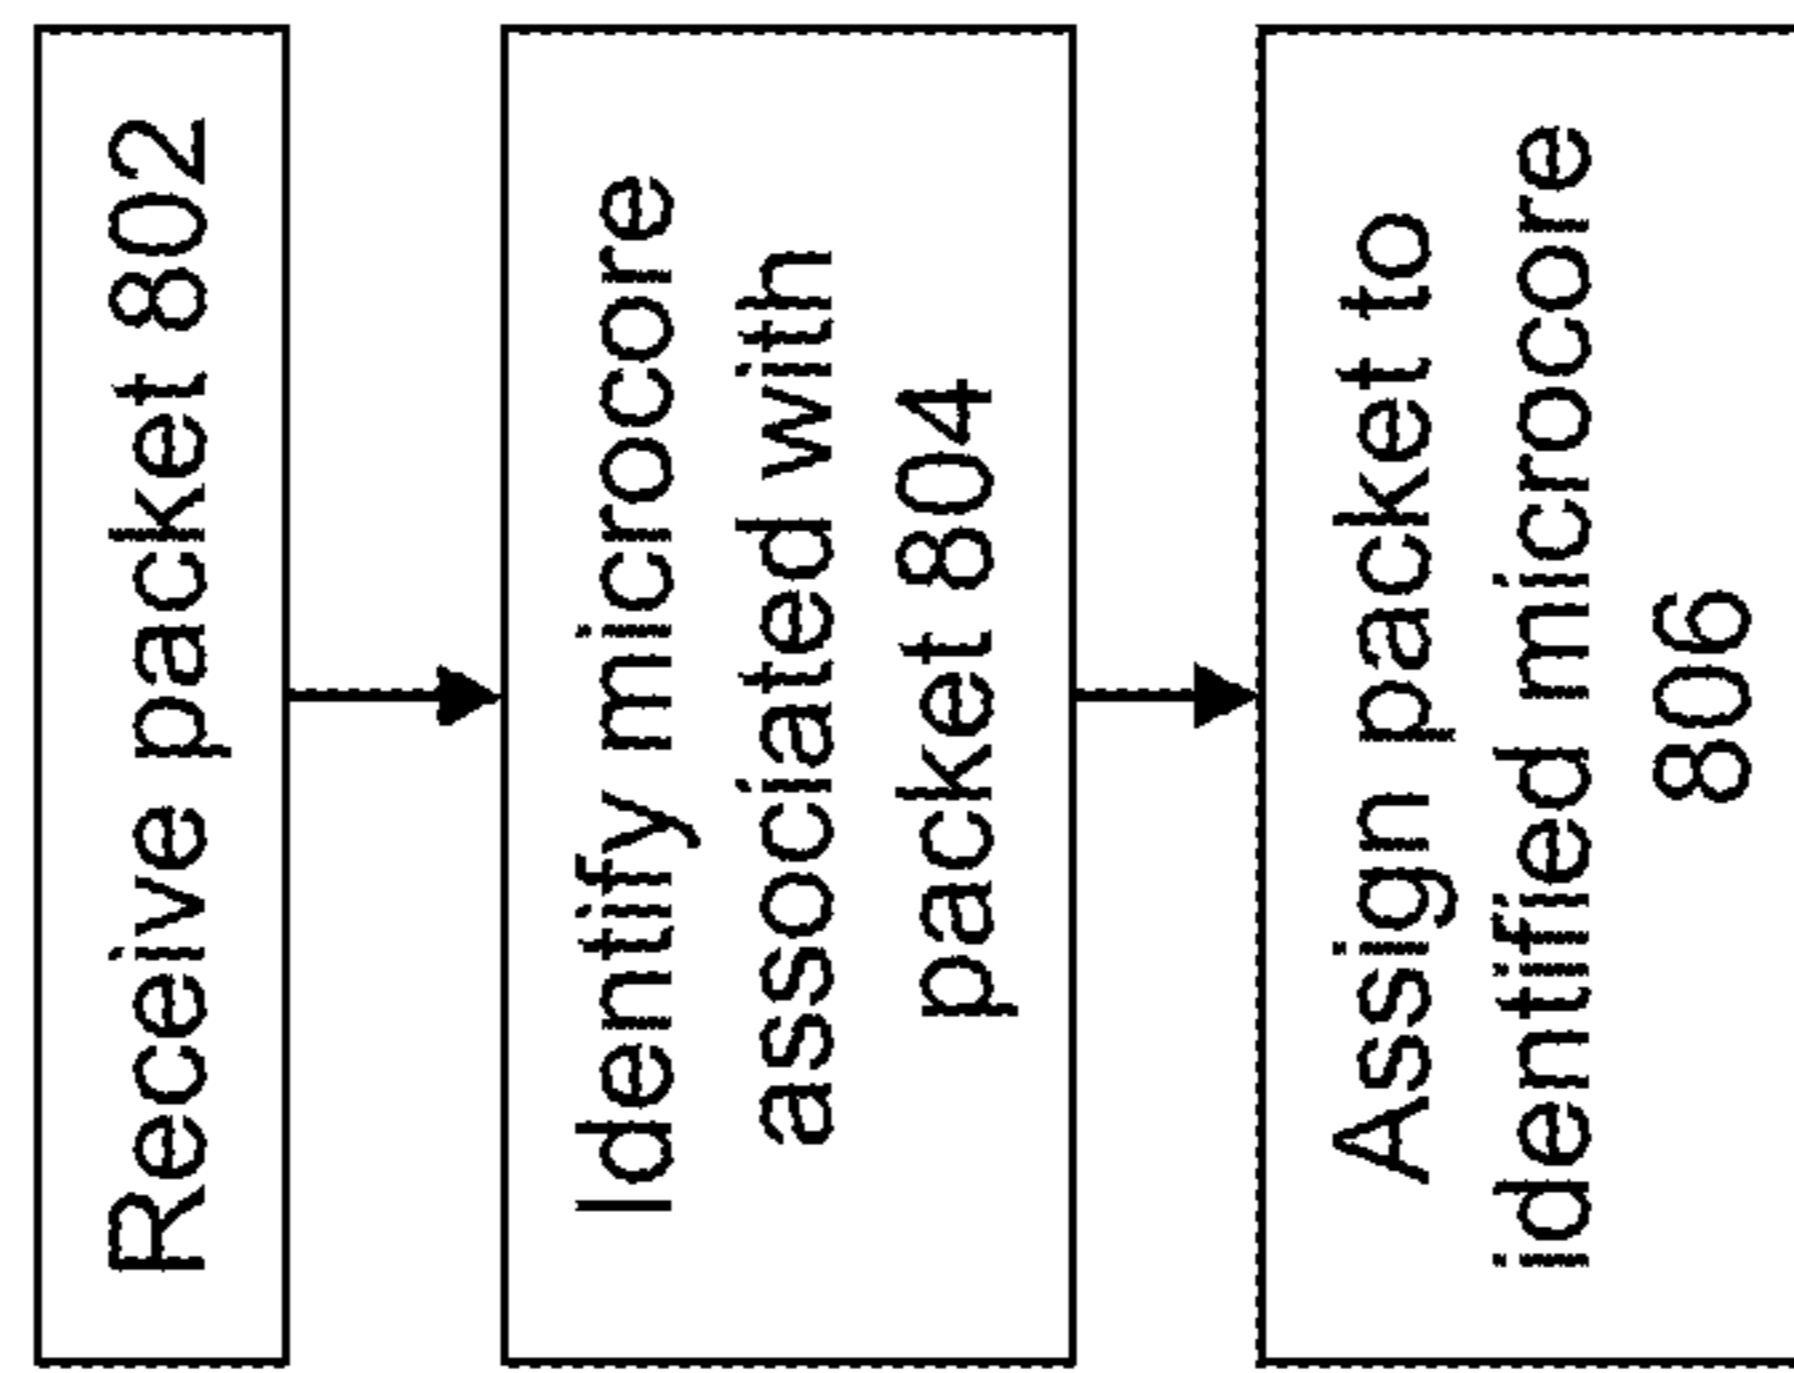 Receive packet 802
Identify microcore
associated with
packet 804
Assign packet to
identified microcore
806